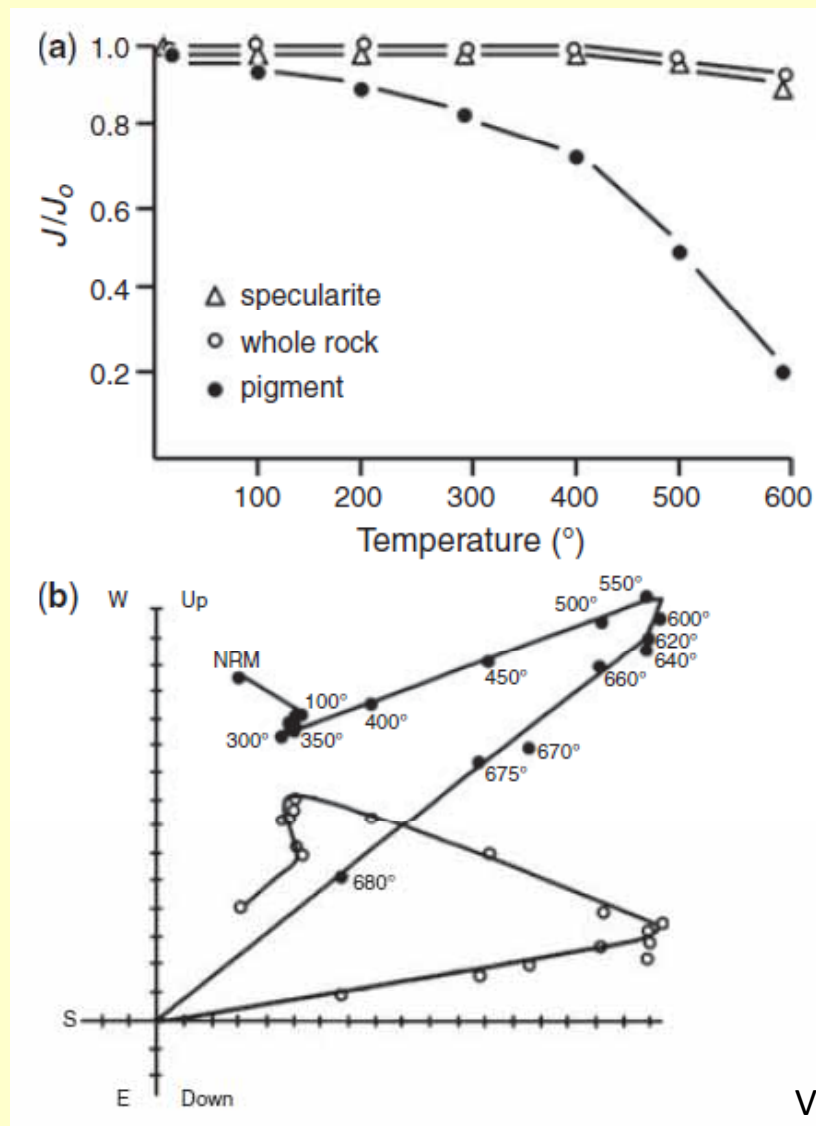 (a)
1.0
0.8
0.6
0.4
0.2
J/Jo
specularite
whole rock
pigment
100 200 300 400 500 600
Temperature (°)
(b) W Up
550°
500°
600°
NRM
620°
640°
450°
660°
100°
400°
300° 350°
670°
675°
680°
S
E Down
V